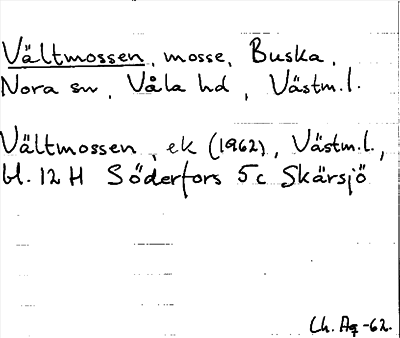 Vältmossen, mosse, Buska,
Nora sn, Våla hd, Västm.l.
Vältmossen, ek (1962), Västm.l.,
bl. 12 H Söderfors 5c Skärsjö
Ch. Ag -62.